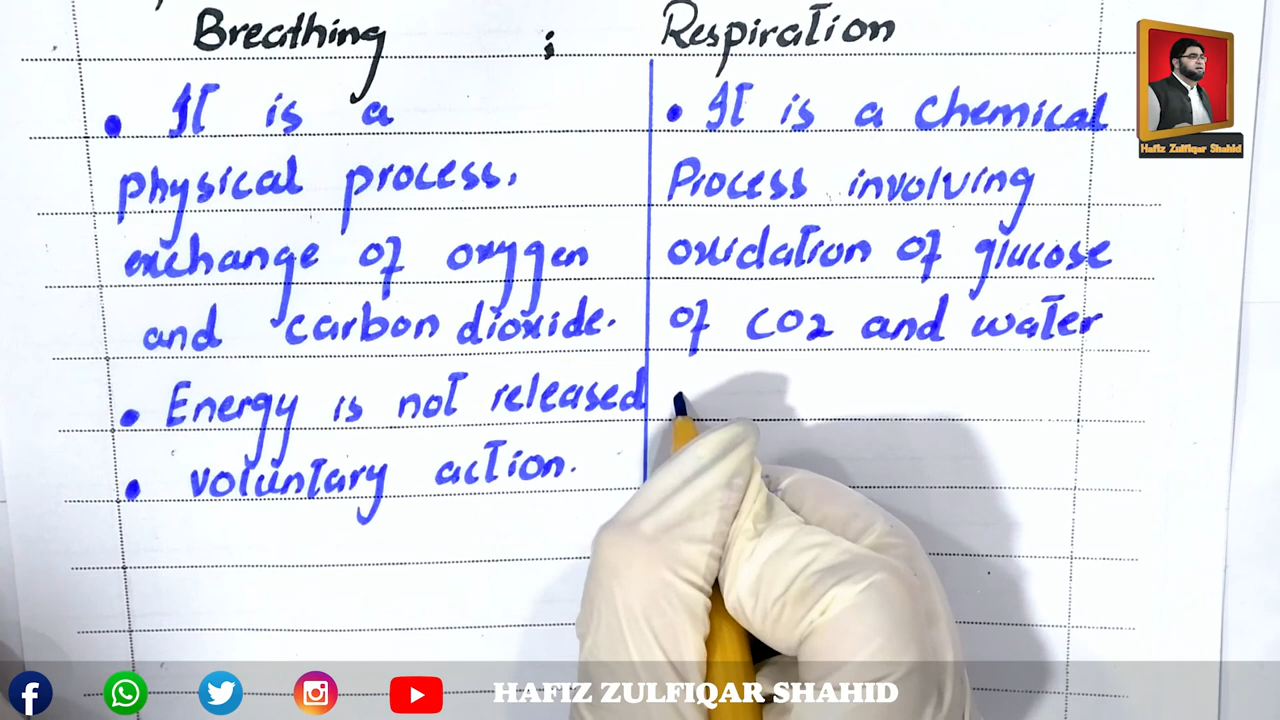 Breathing : Respiration
• It is a
physical process.
exchange of oxygen
and carbon dioxide.
• Energy is not released
• voluntary action.
• It is a chemical
Process involving
oxidation of glucose
of CO2 and water
Hafiz Zulfiqar Shahid
HAFIZ ZULFIQAR SHAHID